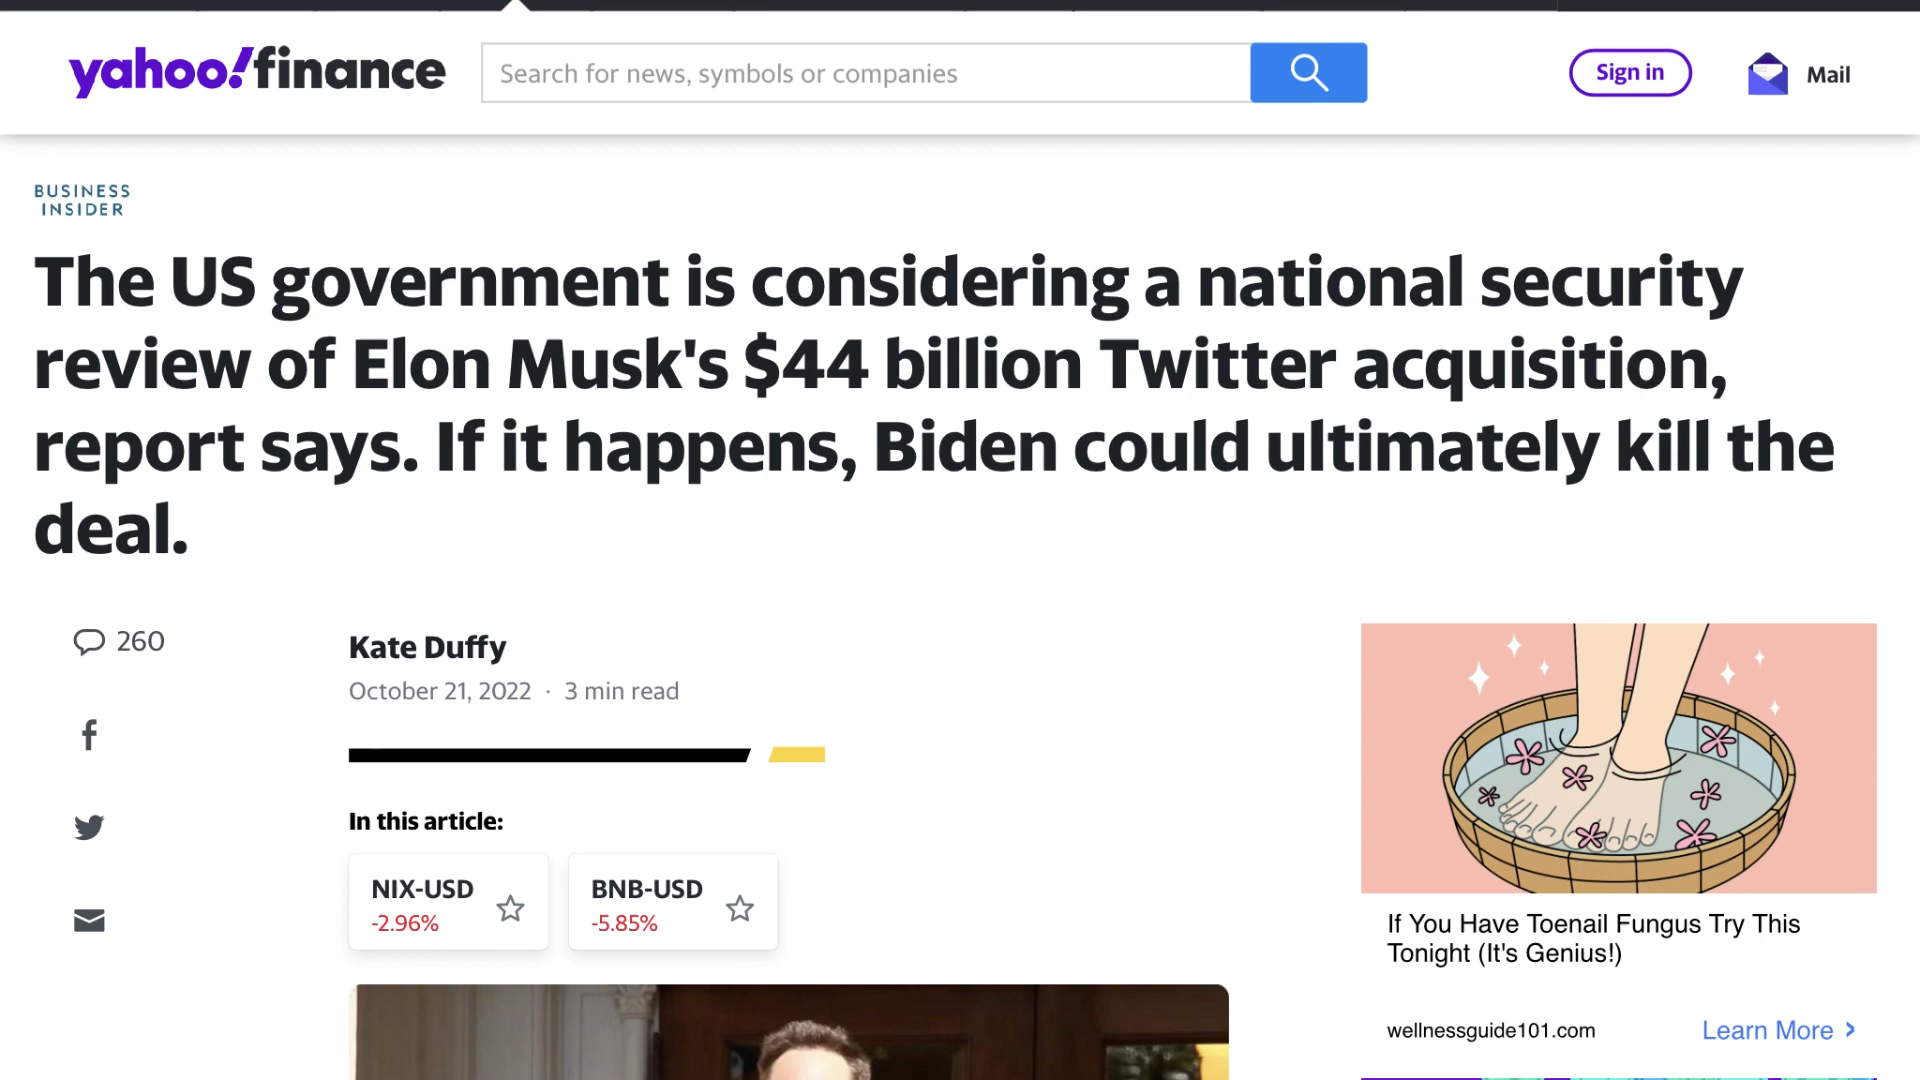 yahoo!finance
Search for news, symbols or companies
Sign in
Mail
BUSINESS
INSIDER
The US government is considering a national security
review of Elon Musk's $44 billion Twitter acquisition,
report says. If it happens, Biden could ultimately kill the
deal.
260
Kate Duffy
October 21, 2022 · 3 min read
In this article:
NIX-USD
-2.96%
BNB-USD
-5.85%
If You Have Toenail Fungus Try This
Tonight (It's Genius!)
wellnessguide101.com
Learn More